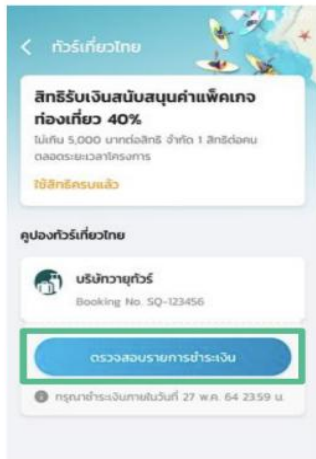 ทัวร์เที่ยวไทย
สิทธิรับเงินสนับสนุนค่าแพ็คเกจ
ท่องเที่ยว 40%
ไม่เกิน 5,000 บาทต่อสิทธิ จำกัด 1 สิทธิต่อคน
ตลอดระยะเวลาโครงการ
ใช้สิทธิครบแล้ว
คูปองทัวร์เที่ยวไทย
บริษัทวายุทัวร์
Booking No. SQ-123456
ตรวจสอบรายการชำระเงิน
กรุณาชำระเงินภายในวันที่ 27 พ.ค. 64 23:59 น.